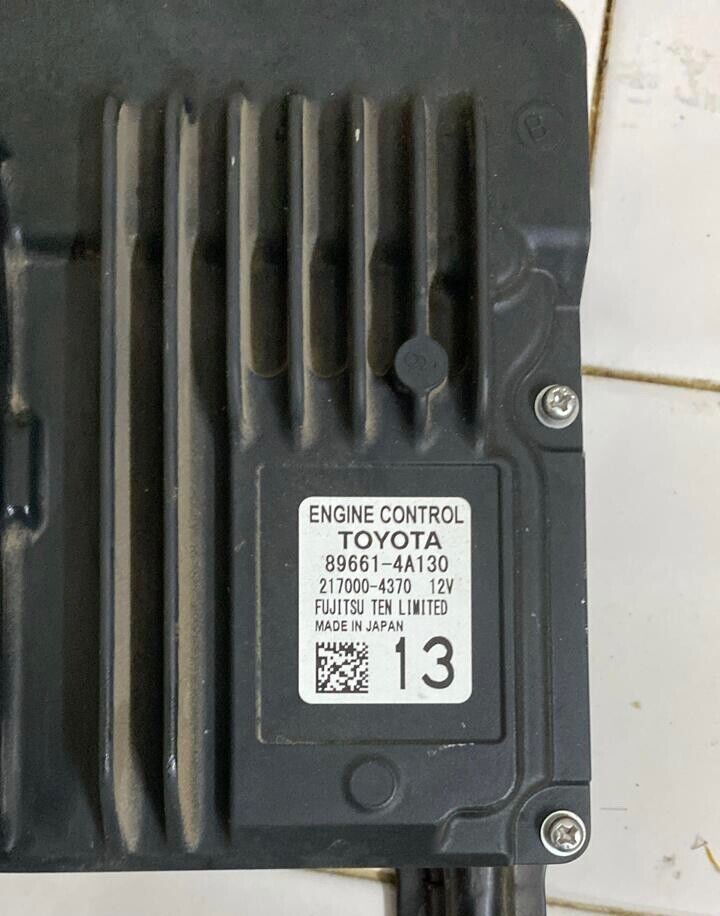 B
ENGINE CONTROL
TOYOTA
89661-4A130
217000-4370 12V
FUJITSU TEN LIMITED
MADE IN JAPAN
13